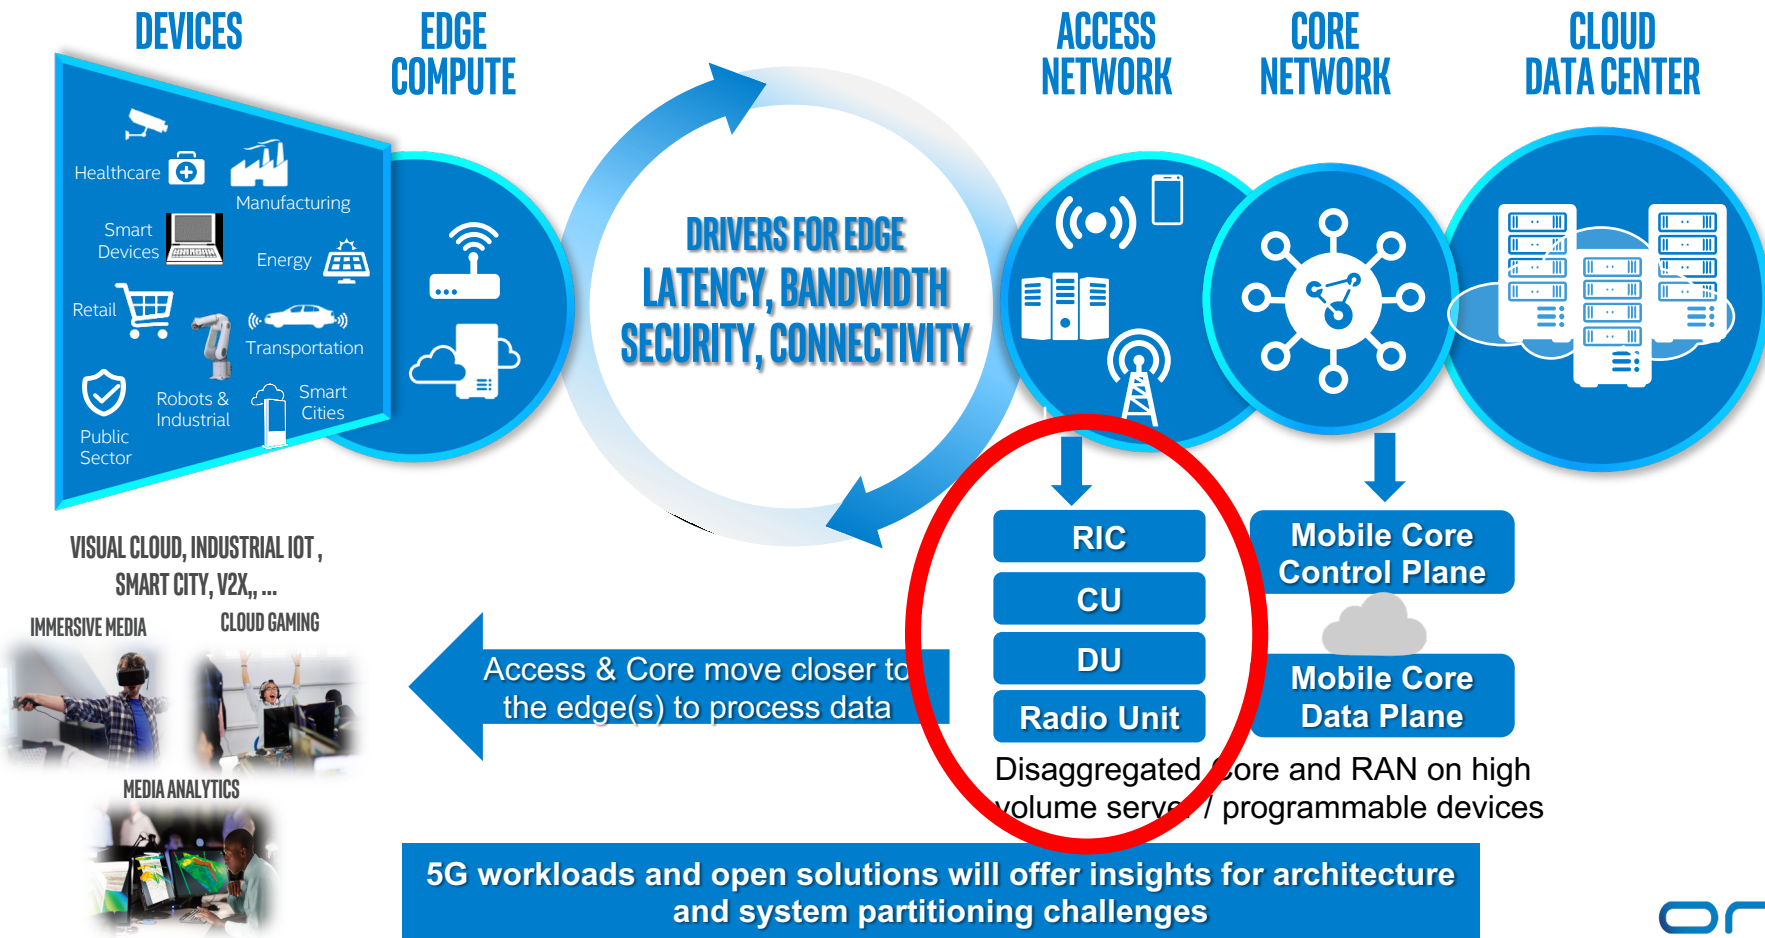 DEVICES
EDGE
COMPUTE
ACCESS
NETWORK
CORE
NETWORK
CLOUD
DATA CENTER
Healthcare
Manufacturing
Smart
Devices
Energy
Retail
Transportation
Robots &
Industrial
Smart
Cities
Public
Sector
DRIVERS FOR EDGE
LATENCY, BANDWIDTH
SECURITY, CONNECTIVITY
VISUAL CLOUD, INDUSTRIAL IOT ,
SMART CITY, V2X,, ...
IMMERSIVE MEDIA
CLOUD GAMING
MEDIA ANALYTICS
Access & Core move closer to
the edge(s) to process data
RIC
CU
DU
Radio Unit
Mobile Core
Control Plane
Mobile Core
Data Plane
Disaggregated Core and RAN on high
volume server / programmable devices
5G workloads and open solutions will offer insights for architecture
and system partitioning challenges